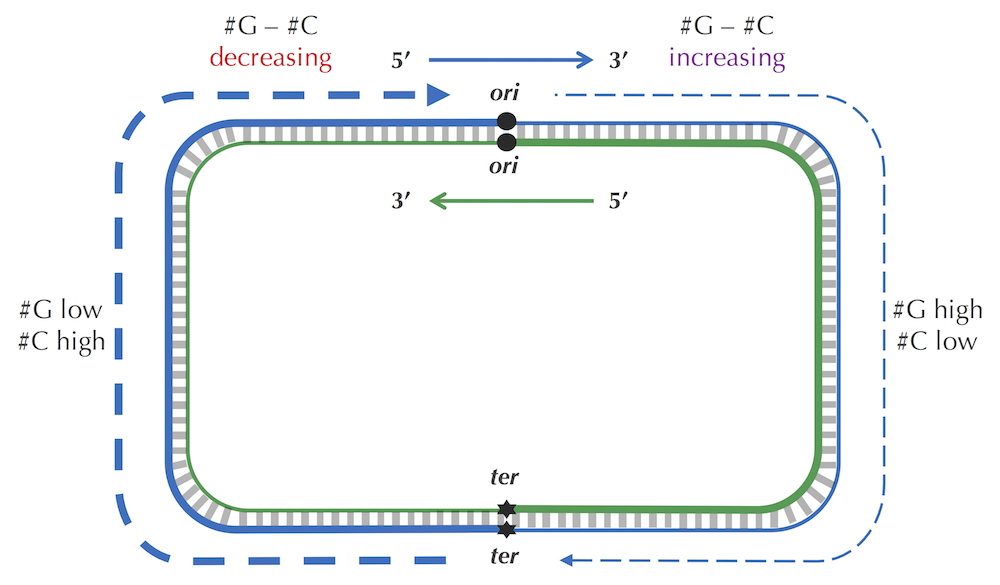 #G – #C
decreasing
5′
3′
#G – #C
increasing
ori
ori
3′
5′
#G low
#C high
#G high
#C low
ter
ter